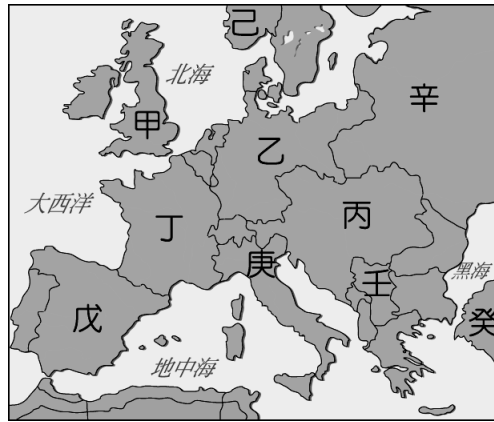 己
北海
甲
辛
乙
大西洋
丁
丙
庚
黑海
壬
戊
癸
地中海